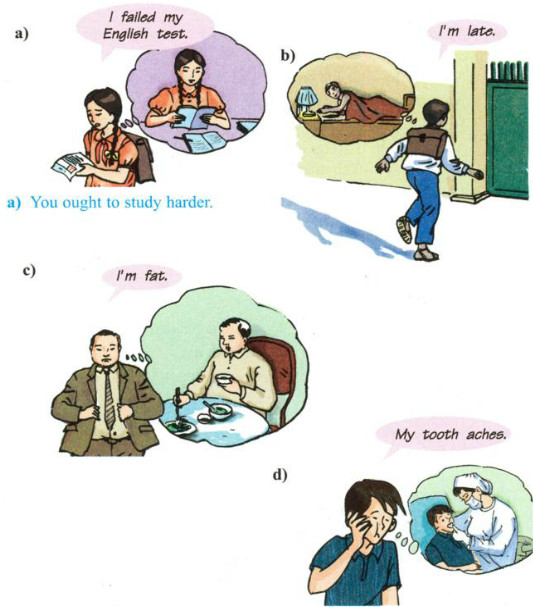 a)
I failed my
English test.
b)
I'm late.
a) You ought to study harder.
c)
I'm fat.
My tooth aches.
d)